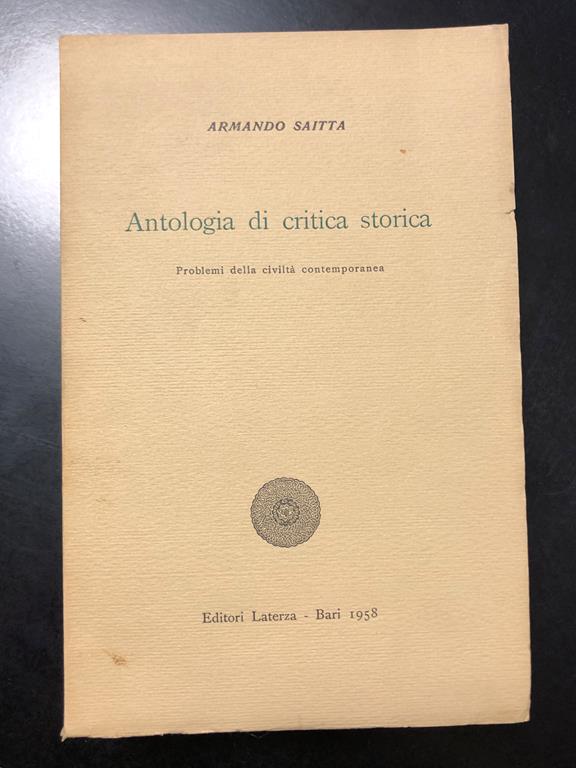 ARMANDO SAITTA
Antologia di critica storica
Problemi della civiltà contemporanea
Editori Laterza - Bari 1958